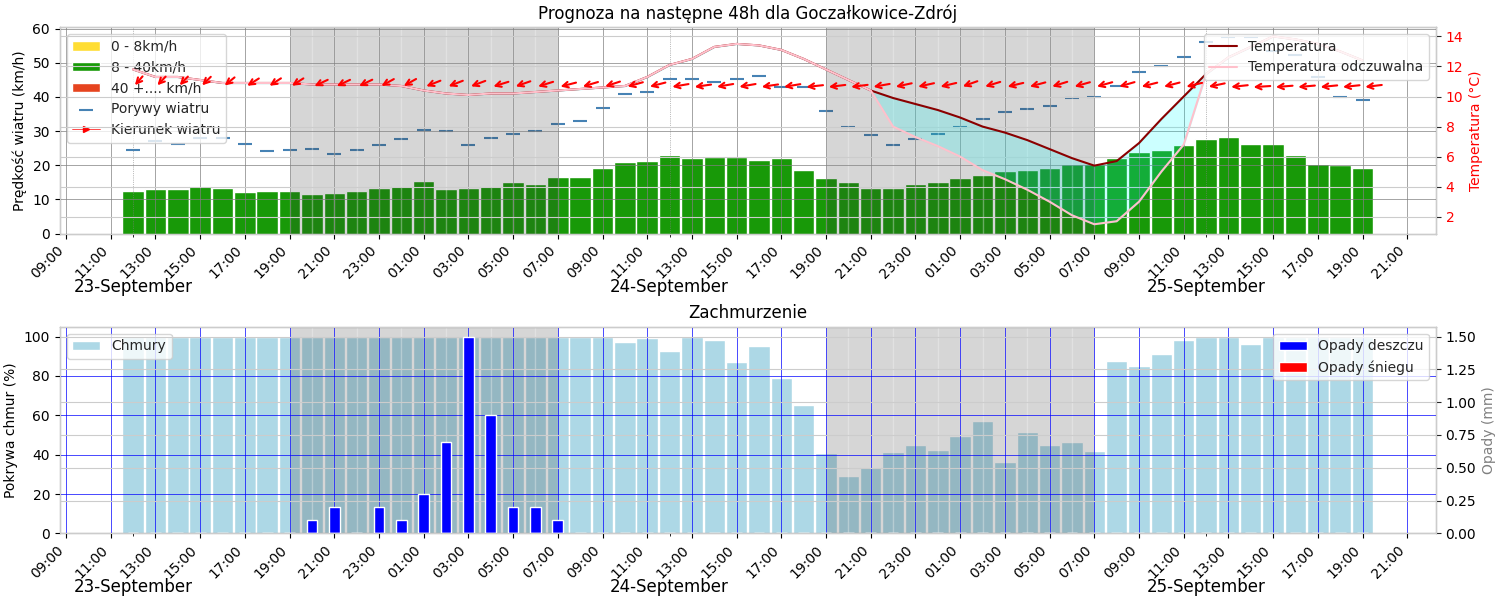 Prognoza na następne 48h dla Goczałkowice-Zdrój
Prędkość wiatru (km/h)
60
50
40
30
20
10
0
0 - 8km/h
8 - 40km/h
40 +.... km/h
Porywy wiatru
Kierunek wiatru
Temperatura
Temperatura odczuwalna
14
12
10
8
6
4
2
Temperatura (°C)
09:00 11:00 13:00 15:00 17:00 19:00 21:00 23:00 01:00 03:00 05:00 07:00 09:00 11:00 13:00 15:00 17:00 19:00 21:00 23:00 01:00 03:00 05:00 07:00 09:00 11:00 13:00 15:00 17:00 19:00 21:00
23-September 24-September 25-September
Zachmurzenie
Pokrywa chmur (%)
100
80
60
40
20
0
Chmury
Opady deszczu
Opady śniegu
1.50
1.25
1.00
0.75
0.50
0.25
0.00
Opady (mm)
09:00 11:00 13:00 15:00 17:00 19:00 21:00 23:00 01:00 03:00 05:00 07:00 09:00 11:00 13:00 15:00 17:00 19:00 21:00 23:00 01:00 03:00 05:00 07:00 09:00 11:00 13:00 15:00 17:00 19:00 21:00
23-September 24-September 25-September